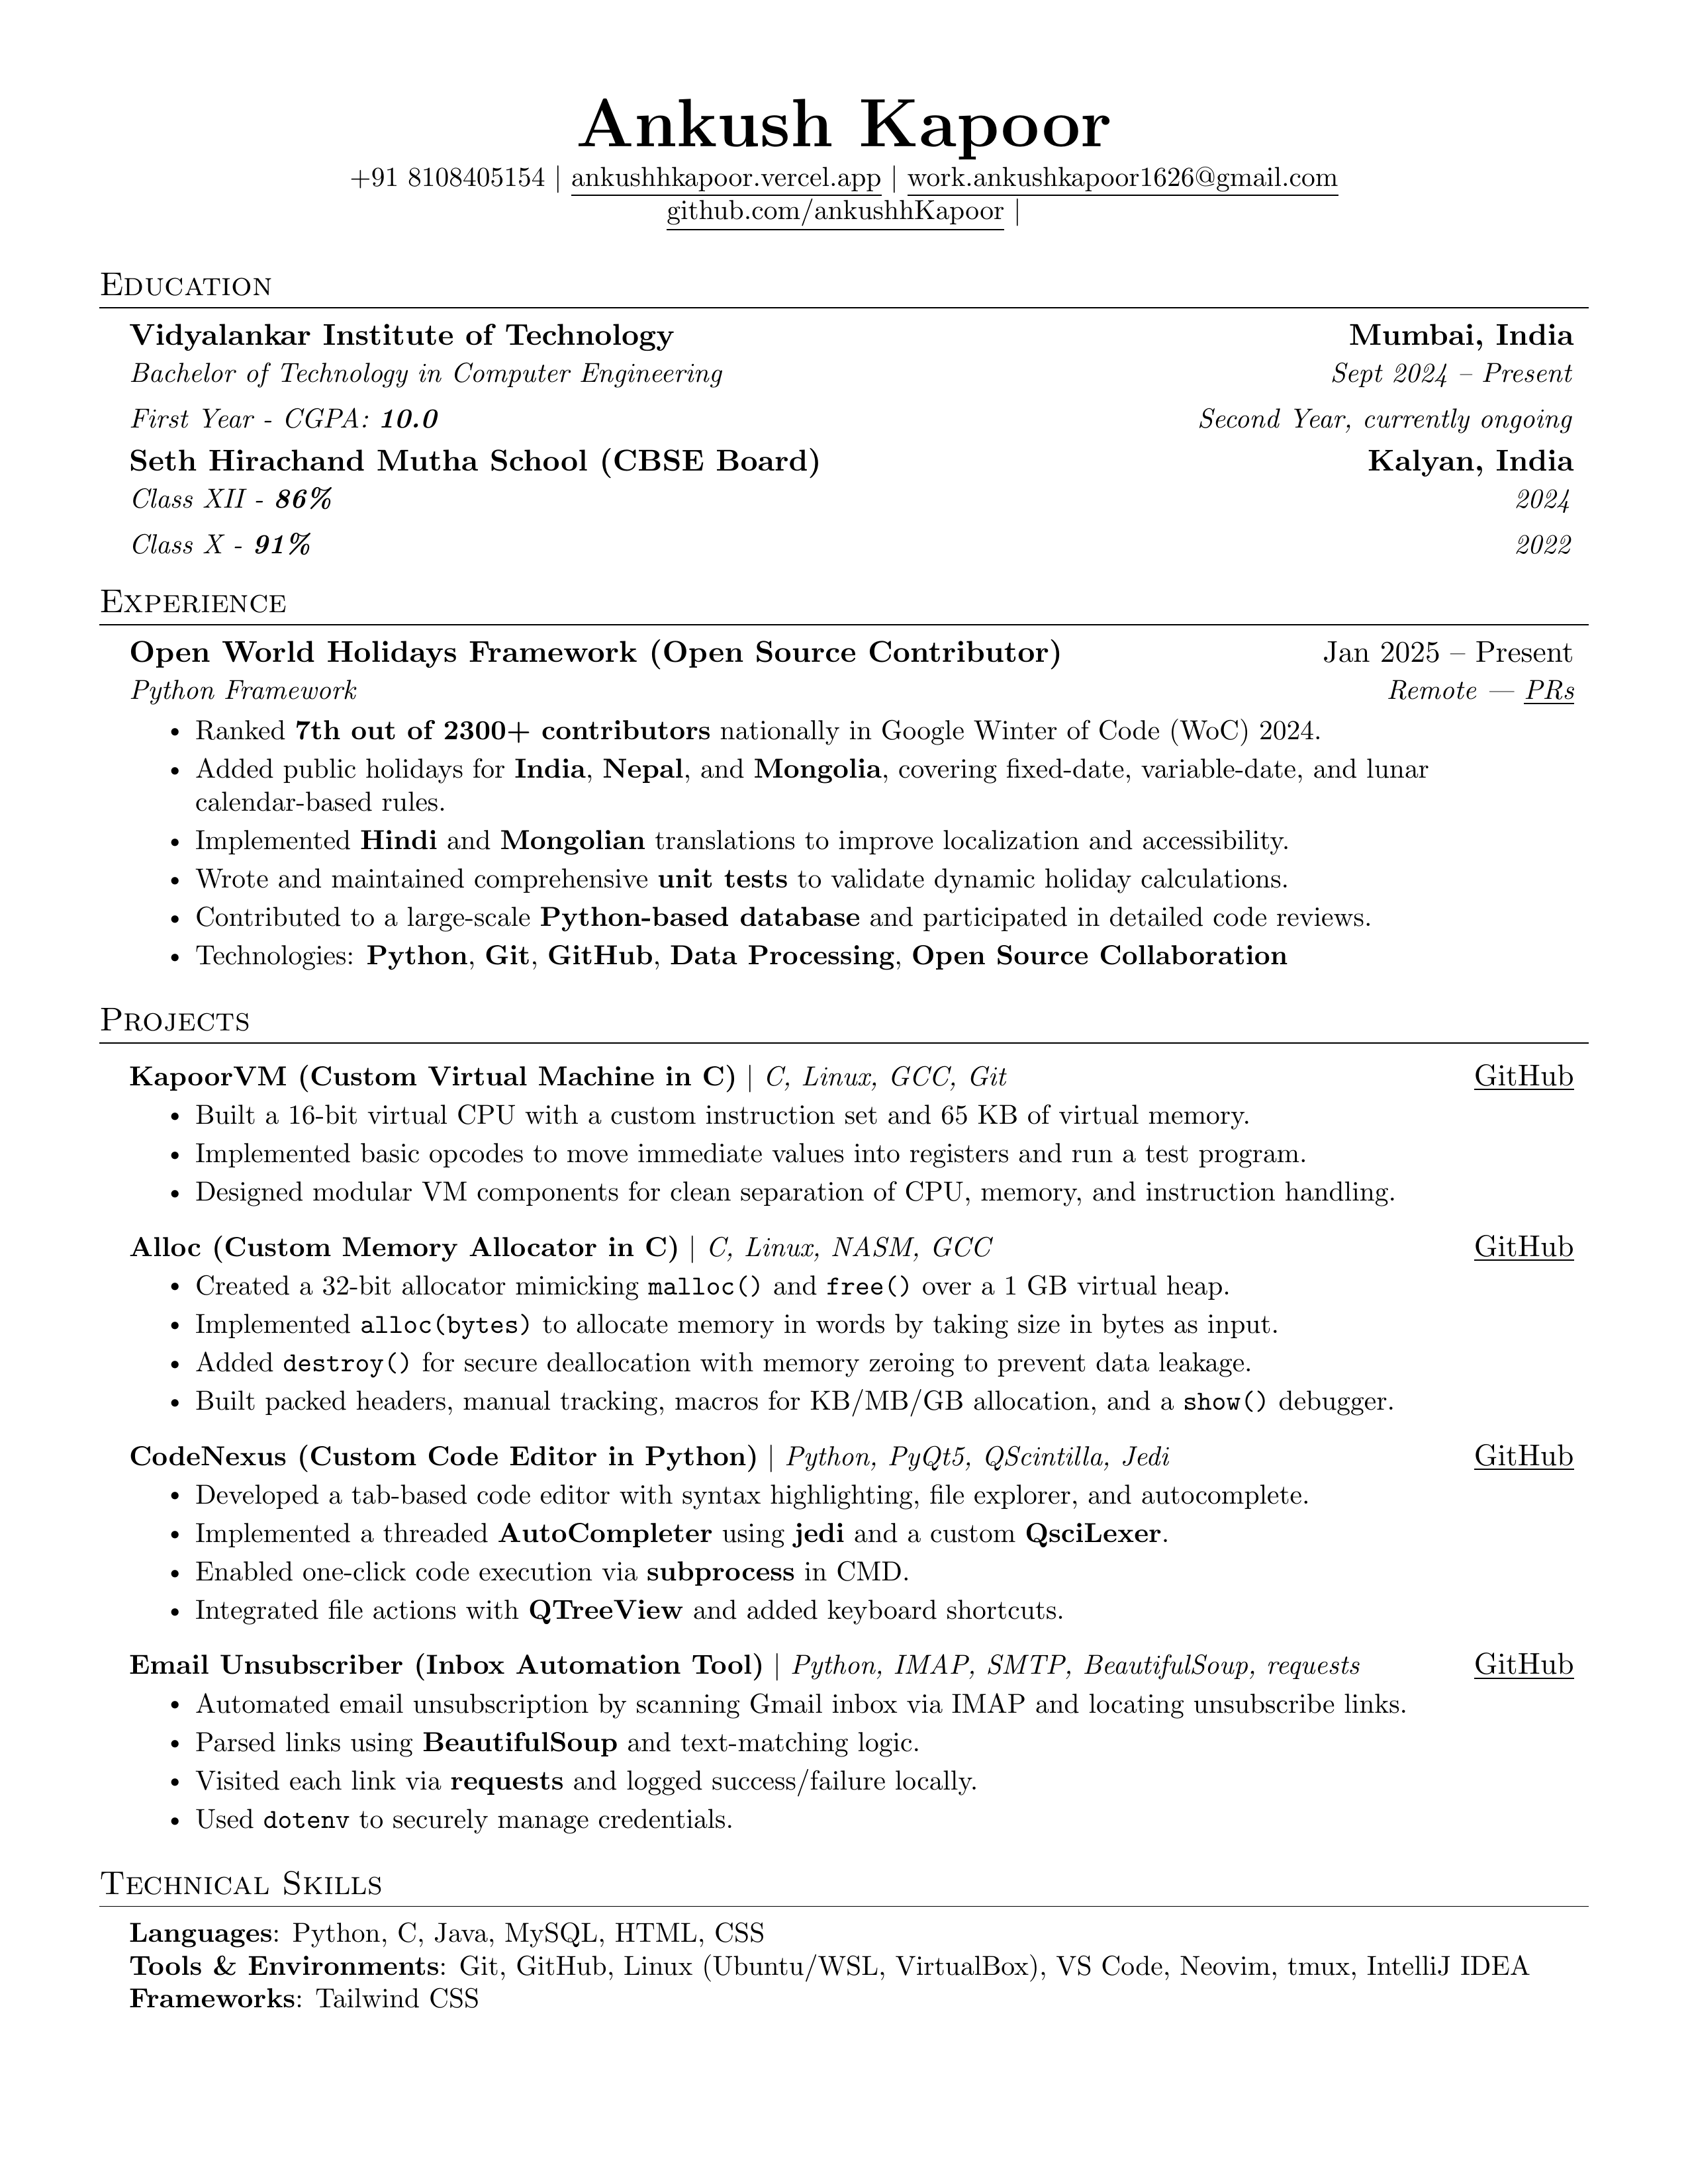 Ankush Kapoor
+91 8108405154 | ankushhkapoor.vercel.app | work.ankushkapoor1626@gmail.com
github.com/ankushhKapoor |
Education
Vidyalankar Institute of Technology Mumbai, India
Bachelor of Technology in Computer Engineering Sept 2024 – Present
First Year - CGPA: 10.0 Second Year, currently ongoing
Seth Hirachand Mutha School (CBSE Board) Kalyan, India
Class XII - 86% 2024
Class X - 91% 2022
Experience
Open World Holidays Framework (Open Source Contributor) Jan 2025 – Present
Python Framework Remote — PRs
• Ranked 7th out of 2300+ contributors nationally in Google Winter of Code (WoC) 2024.
• Added public holidays for India, Nepal, and Mongolia, covering fixed-date, variable-date, and lunar
calendar-based rules.
• Implemented Hindi and Mongolian translations to improve localization and accessibility.
• Wrote and maintained comprehensive unit tests to validate dynamic holiday calculations.
• Contributed to a large-scale Python-based database and participated in detailed code reviews.
• Technologies: Python, Git, GitHub, Data Processing, Open Source Collaboration
Projects
KapoorVM (Custom Virtual Machine in C) | C, Linux, GCC, Git GitHub
• Built a 16-bit virtual CPU with a custom instruction set and 65 KB of virtual memory.
• Implemented basic opcodes to move immediate values into registers and run a test program.
• Designed modular VM components for clean separation of CPU, memory, and instruction handling.
Alloc (Custom Memory Allocator in C) | C, Linux, NASM, GCC GitHub
• Created a 32-bit allocator mimicking malloc() and free() over a 1 GB virtual heap.
• Implemented alloc(bytes) to allocate memory in words by taking size in bytes as input.
• Added destroy() for secure deallocation with memory zeroing to prevent data leakage.
• Built packed headers, manual tracking, macros for KB/MB/GB allocation, and a show() debugger.
CodeNexus (Custom Code Editor in Python) | Python, PyQt5, QScintilla, Jedi GitHub
• Developed a tab-based code editor with syntax highlighting, file explorer, and autocomplete.
• Implemented a threaded AutoCompleter using jedi and a custom QsciLexer.
• Enabled one-click code execution via subprocess in CMD.
• Integrated file actions with QTreeView and added keyboard shortcuts.
Email Unsubscriber (Inbox Automation Tool) | Python, IMAP, SMTP, BeautifulSoup, requests GitHub
• Automated email unsubscription by scanning Gmail inbox via IMAP and locating unsubscribe links.
• Parsed links using BeautifulSoup and text-matching logic.
• Visited each link via requests and logged success/failure locally.
• Used dotenv to securely manage credentials.
Technical Skills
Languages: Python, C, Java, MySQL, HTML, CSS
Tools & Environments: Git, GitHub, Linux (Ubuntu/WSL, VirtualBox), VS Code, Neovim, tmux, IntelliJ IDEA
Frameworks: Tailwind CSS